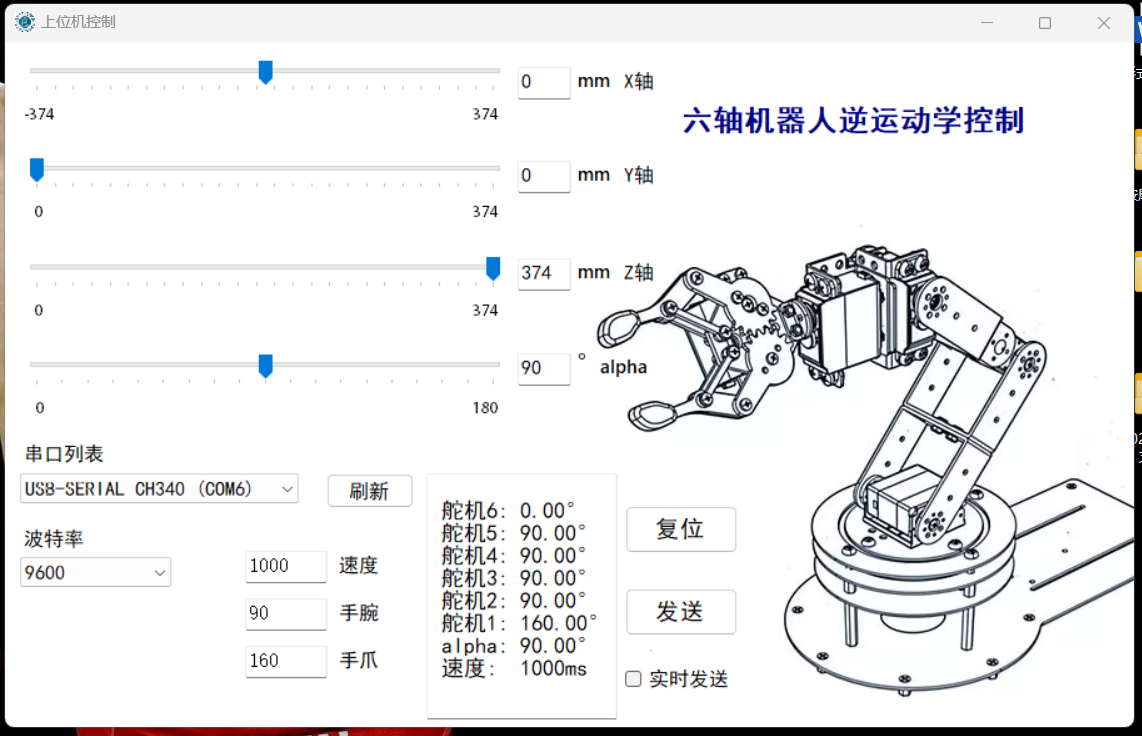 上位机控制
0 mm X轴
-374 374
六轴机器人逆运动学控制
0 mm Y轴
0 374
374 mm Z轴
0 374
90 ° alpha
0 180
串口列表
USB-SERIAL CH340 (COM6)
刷新
波特率
9600
1000 速度
90 手腕
160 手爪
舵机6: 0.00°
舵机5: 90.00°
舵机4: 90.00°
舵机3: 90.00°
舵机2: 90.00°
舵机1: 160.00°
alpha: 90.00°
速度: 1000ms
复位
发送
实时发送